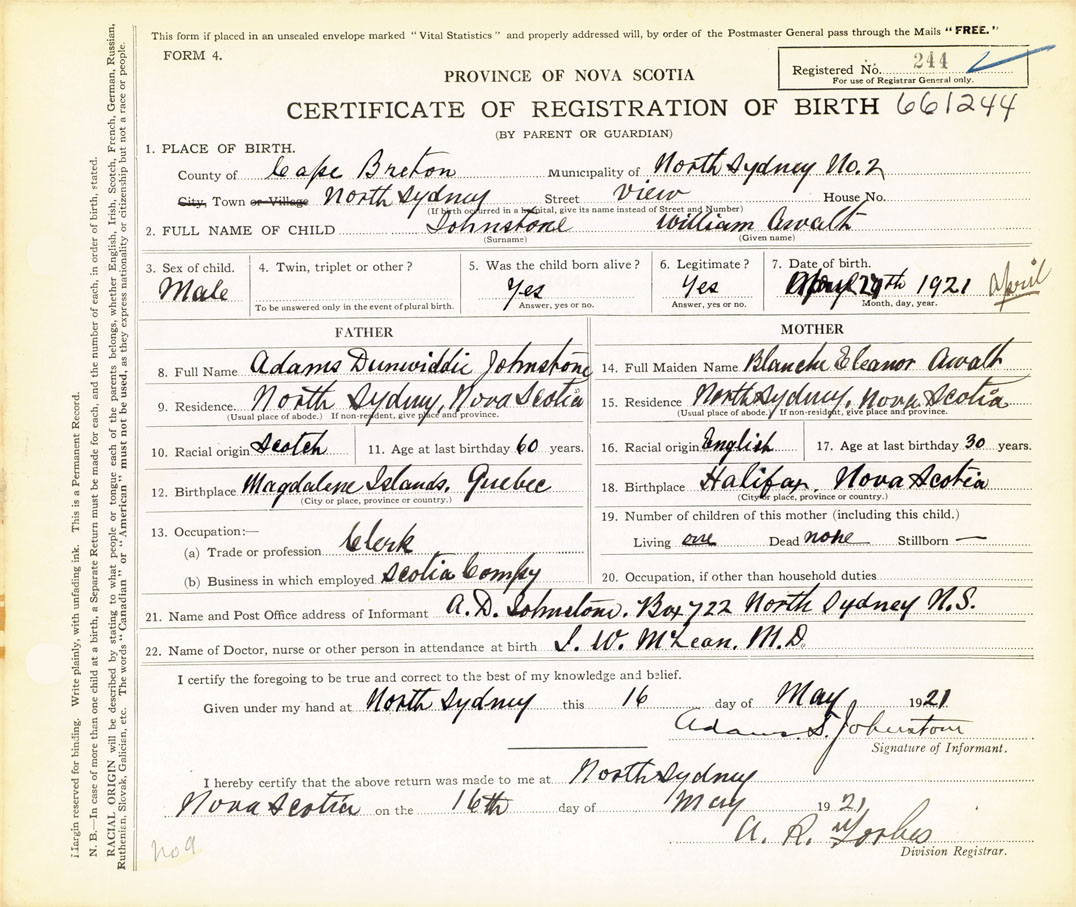 This form if placed in an unsealed envelope marked "Vital Statistics" and properly addressed will, by order of the Postmaster General pass through the Mails "FREE."
FORM 4.
Registered No. 244
For use of Registrar General only.
PROVINCE OF NOVA SCOTIA
CERTIFICATE OF REGISTRATION OF BIRTH 661244
(BY PARENT OR GUARDIAN)
1. PLACE OF BIRTH.
County of Cape Breton Municipality of North Sydney No. 2
City, Town or Village North Sydney Street View House No.
(If birth occurred in a hospital, give its name instead of Street and Number)
2. FULL NAME OF CHILD Johnstone William Awalt
(Surname) (Given name)
3. Sex of child. 4. Twin, triplet or other? 5. Was the child born alive? 6. Legitimate? 7. Date of birth.
Male Yes Yes 29th 1921 April
To be answered only in the event of plural birth. Answer, yes or no. Answer, yes or no. Month, day, year.
FATHER
8. Full Name Adams Dunwiddie Johnstone
9. Residence. North Sydney, Nova Scotia
(Usual place of abode.) If non-resident, give place and province.
10. Racial origin Scotch 11. Age at last birthday 60 years.
12. Birthplace Magdalene Islands, Quebec
(City or place, province or country.)
13. Occupation:—
(a) Trade or profession Clerk
(b) Business in which employed Scotia Compy
MOTHER
14. Full Maiden Name Blanche Eleanor Awalt
15. Residence North Sydney, Nova Scotia
(Usual place of abode.) If non-resident, give place and province.
16. Racial origin English 17. Age at last birthday 30 years.
18. Birthplace Halifax, Nova Scotia
(City or place, province or country.)
19. Number of children of this mother (including this child.)
Living one Dead none Stillborn —
20. Occupation, if other than household duties
21. Name and Post Office address of Informant A. D. Johnstone. Box 722 North Sydney N.S.
22. Name of Doctor, nurse or other person in attendance at birth J. W. McLean. M.D.
I certify the foregoing to be true and correct to the best of my knowledge and belief.
Given under my hand at North Sydney this 16 day of May 1921
Adams D. Johnstone
Signature of Informant.
I hereby certify that the above return was made to me at North Sydney
Nova Scotia on the 16th day of May 1921
A. R. Forbes
Division Registrar.
No 9
Margin reserved for binding. Write plainly, with unfading ink. This is a Permanent Record.
N. B.—In case of more than one child at a birth, a Separate Return must be made for each, and the number of each, in order of birth, stated.
RACIAL ORIGIN will be described by stating to what people or tongue each of the parents belongs, whether English, Irish, Scotch, French, German, Russian,
Ruthenian, Slovak, Galician, etc. The words "Canadian" or "American" must not be used, as they express nationality or citizenship but not a race or people.